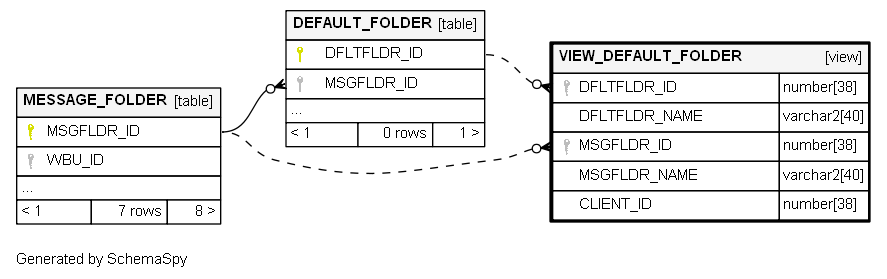 DEFAULT_FOLDER [table]
DFLTFLDR_ID
MSGFLDR_ID
...
< 1 0 rows 1 >
VIEW_DEFAULT_FOLDER [view]
DFLTFLDR_ID number[38]
DFLTFLDR_NAME varchar2[40]
MSGFLDR_ID number[38]
MSGFLDR_NAME varchar2[40]
CLIENT_ID number[38]
MESSAGE_FOLDER [table]
MSGFLDR_ID
WBU_ID
...
< 1 7 rows 8 >
Generated by SchemaSpy